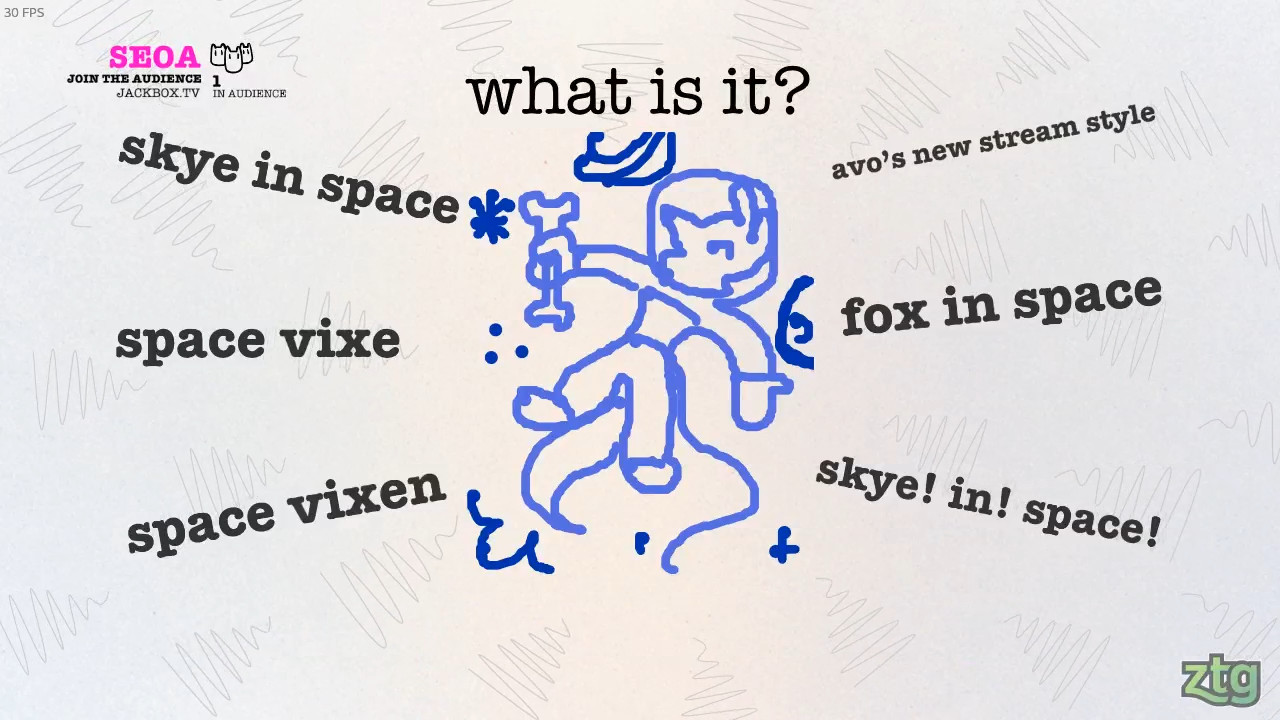 30 FPS
SEOA
JOIN THE AUDIENCE
JACKBOX.TV
1
IN AUDIENCE
what is it?
skye in space
avo's new stream style
space vixe
fox in space
space vixen
skye! in! space!
ztg